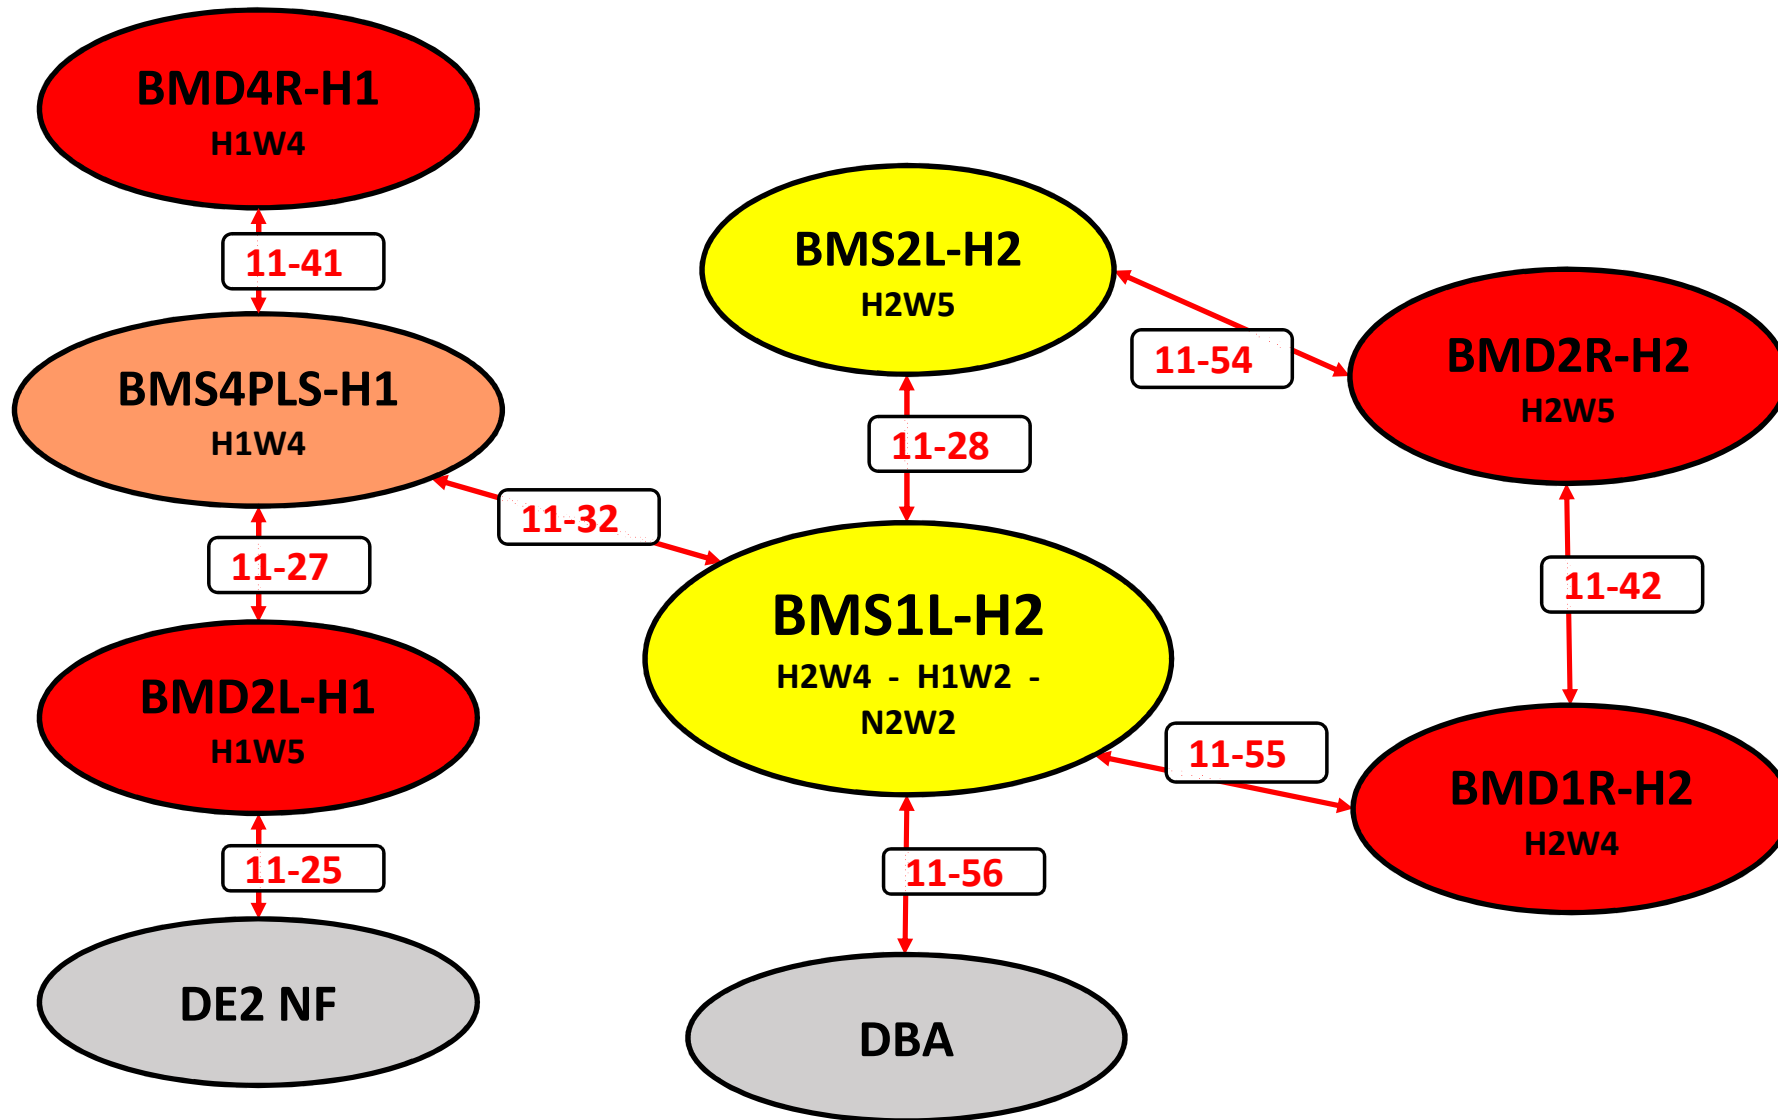 BMD4R-H1
H1W4
11-41
BMS4PLS-H1
H1W4
11-27
BMD2L-H1
H1W5
11-25
DE2 NF
11-32
BMS2L-H2
H2W5
11-28
BMS1L-H2
H2W4 - H1W2 -
N2W2
11-56
DBA
11-54
BMD2R-H2
H2W5
11-42
11-55
BMD1R-H2
H2W4